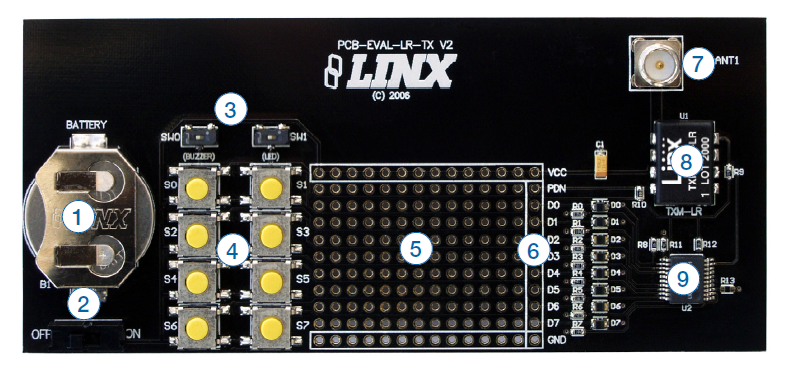 PCB-EVAL-LR-TX V2
LINX
(C) 2006
7
ANT1
3
BATTERY
SW0
SW1
(BUZZER)
(LED)
U1
C1
8
LINX
TXM-LR
R9
VCC
S0
S1
PDN
R10
1
4
5
6
D0
R0
D0
D1
R1
D1
S2
S3
D2
R2
D2
R8
R11
R12
D3
R3
D3
S4
S5
D4
R4
D4
9
D5
R5
D5
R13
B1
2
D6
R6
D6
U2
S6
S7
D7
R7
D7
OFF
ON
GND